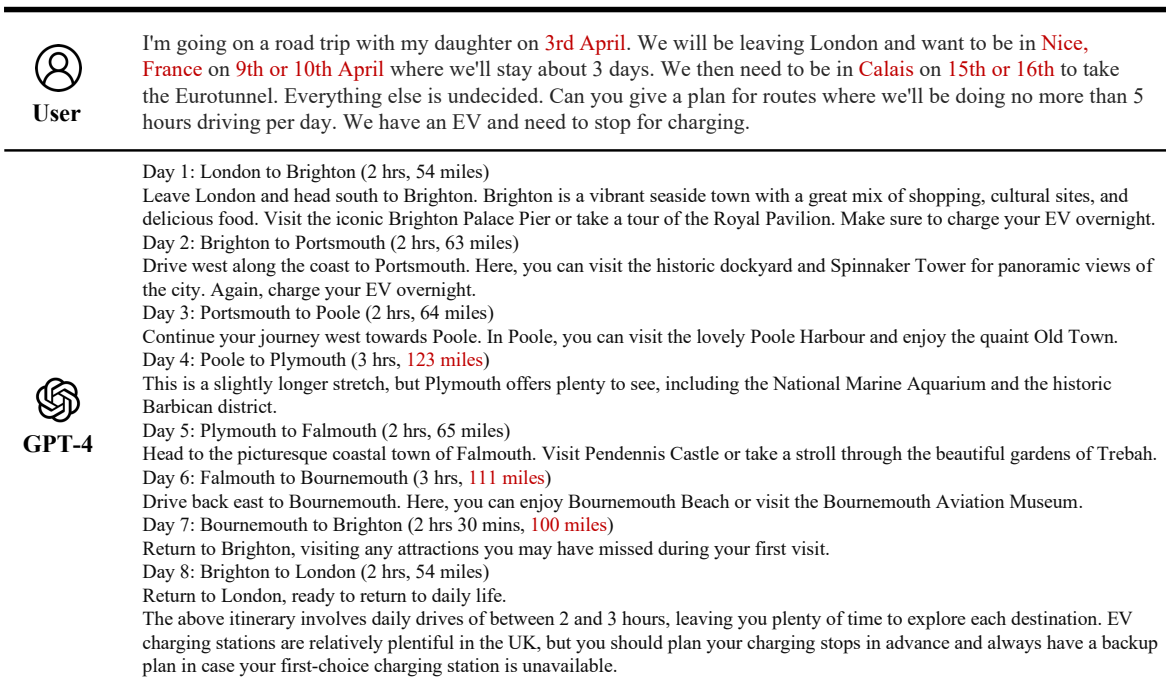 I'm going on a road trip with my daughter on 3rd April. We will be leaving London and want to be in Nice,
France on 9th or 10th April where we'll stay about 3 days. We then need to be in Calais on 15th or 16th to take
the Eurotunnel. Everything else is undecided. Can you give a plan for routes where we'll be doing no more than 5
hours driving per day. We have an EV and need to stop for charging.
User
Day 1: London to Brighton (2 hrs, 54 miles)
Leave London and head south to Brighton. Brighton is a vibrant seaside town with a great mix of shopping, cultural sites, and
delicious food. Visit the iconic Brighton Palace Pier or take a tour of the Royal Pavilion. Make sure to charge your EV overnight.
Day 2: Brighton to Portsmouth (2 hrs, 63 miles)
Drive west along the coast to Portsmouth. Here, you can visit the historic dockyard and Spinnaker Tower for panoramic views of
the city. Again, charge your EV overnight.
Day 3: Portsmouth to Poole (2 hrs, 64 miles)
Continue your journey west towards Poole. In Poole, you can visit the lovely Poole Harbour and enjoy the quaint Old Town.
Day 4: Poole to Plymouth (3 hrs, 123 miles)
This is a slightly longer stretch, but Plymouth offers plenty to see, including the National Marine Aquarium and the historic
Barbican district.
Day 5: Plymouth to Falmouth (2 hrs, 65 miles)
Head to the picturesque coastal town of Falmouth. Visit Pendennis Castle or take a stroll through the beautiful gardens of Trebah.
Day 6: Falmouth to Bournemouth (3 hrs, 111 miles)
Drive back east to Bournemouth. Here, you can enjoy Bournemouth Beach or visit the Bournemouth Aviation Museum.
Day 7: Bournemouth to Brighton (2 hrs 30 mins, 100 miles)
Return to Brighton, visiting any attractions you may have missed during your first visit.
Day 8: Brighton to London (2 hrs, 54 miles)
Return to London, ready to return to daily life.
The above itinerary involves daily drives of between 2 and 3 hours, leaving you plenty of time to explore each destination. EV
charging stations are relatively plentiful in the UK, but you should plan your charging stops in advance and always have a backup
plan in case your first-choice charging station is unavailable.
GPT-4